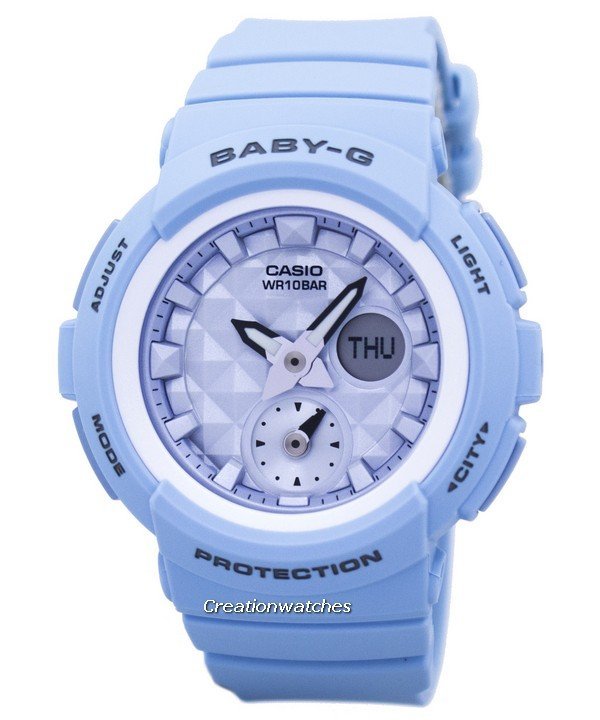 BABY-G
ADJUST
LIGHT
CASIO
WR10BAR
THU
MODE
◄CITY►
PROTECTION
Creationwatches